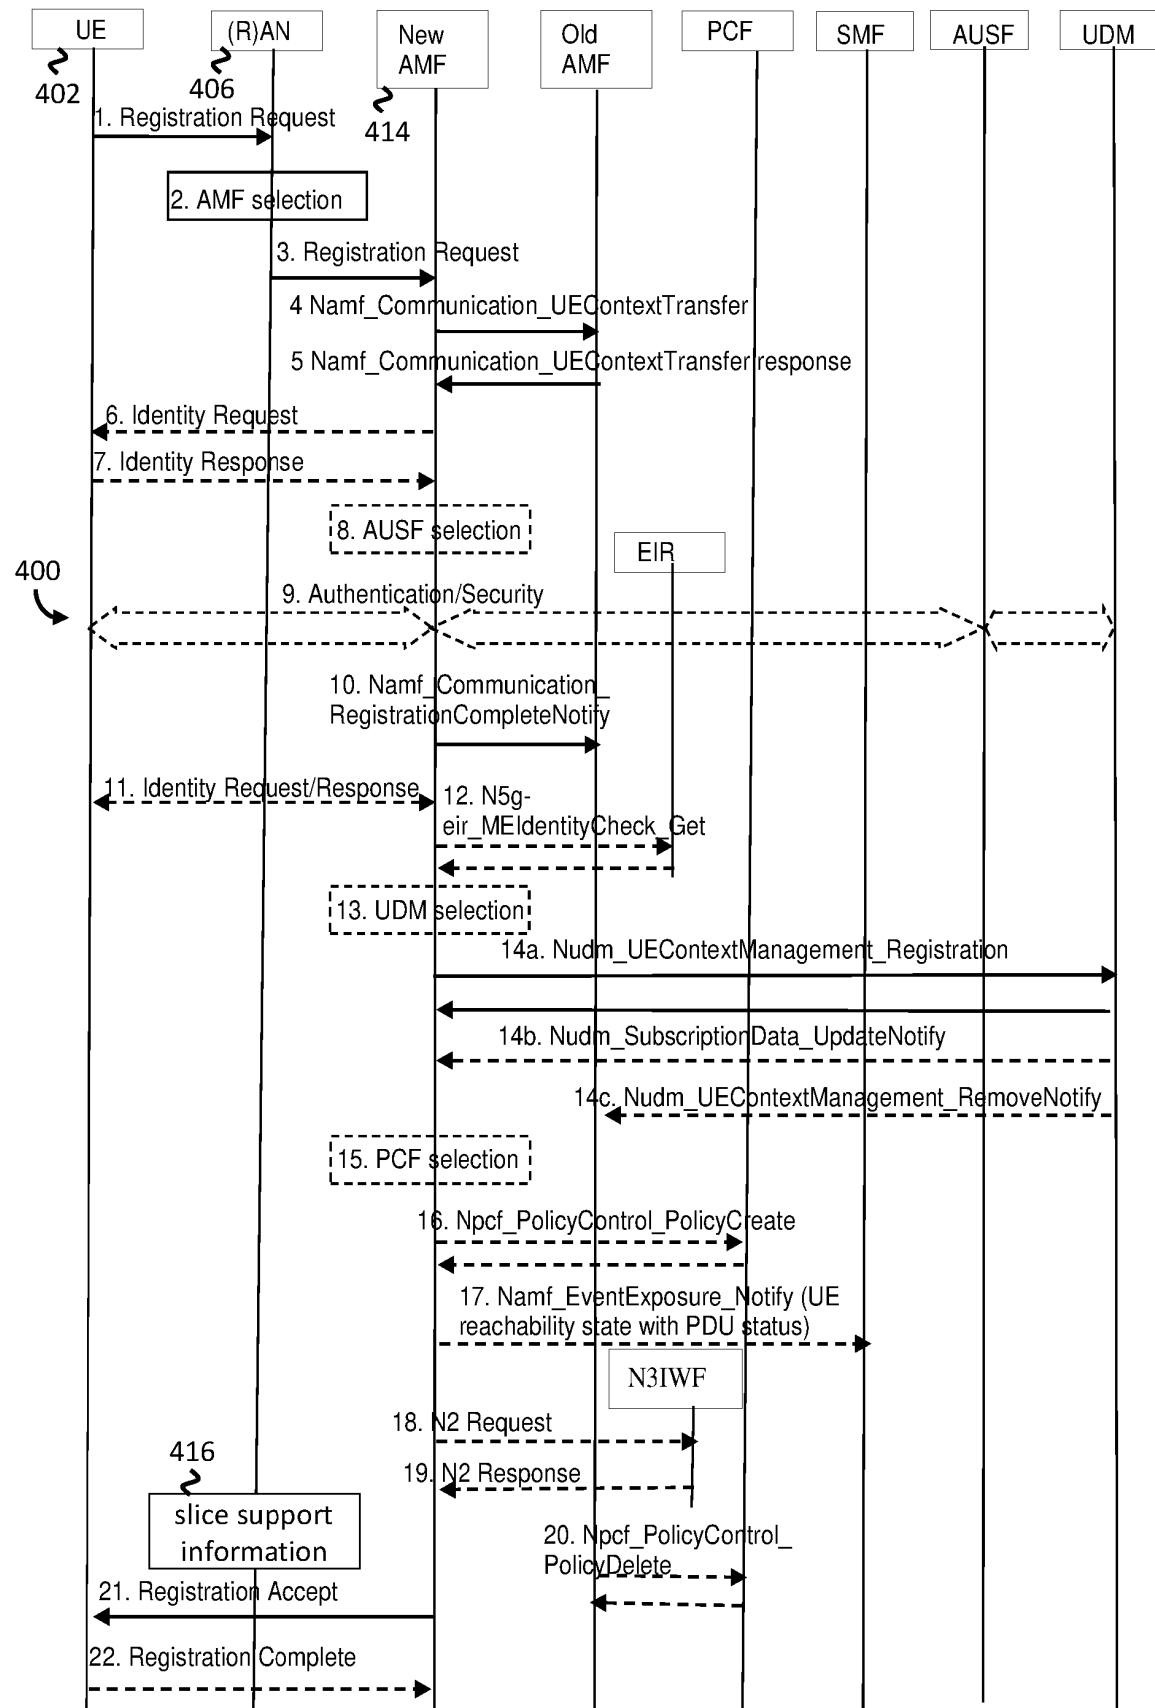 UE
(R)AN
New
AMF
Old
AMF
PCF
SMF
AUSF
UDM
402
406
414
1. Registration Request
2. AMF selection
3. Registration Request
4 Namf_Communication_UEContextTransfer
5 Namf_Communication_UEContextTransfer response
6. Identity Request
7. Identity Response
8. AUSF selection
EIR
400
9. Authentication/Security
10. Namf_Communication_
RegistrationCompleteNotify
11. Identity Request/Response
12. N5g-
eir_MEIdentityCheck_Get
13. UDM selection
14a. Nudm_UEContextManagement_Registration
14b. Nudm_SubscriptionData_UpdateNotify
14c. Nudm_UEContextManagement_RemoveNotify
15. PCF selection
16. Npcf_PolicyControl_PolicyCreate
17. Namf_EventExposure_Notify (UE
reachability state with PDU status)
N3IWF
18. N2 Request
416
19. N2 Response
slice support
information
20. Npcf_PolicyControl_
PolicyDelete
21. Registration Accept
22. Registration Complete